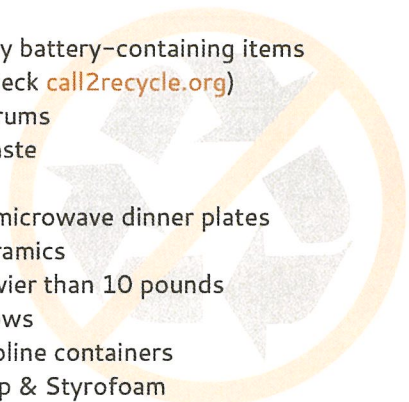 y battery-containing items
eck call2recycle.org)
rums
aste
microwave dinner plates
ramics
vier than 10 pounds
ws
oline containers
p & Styrofoam